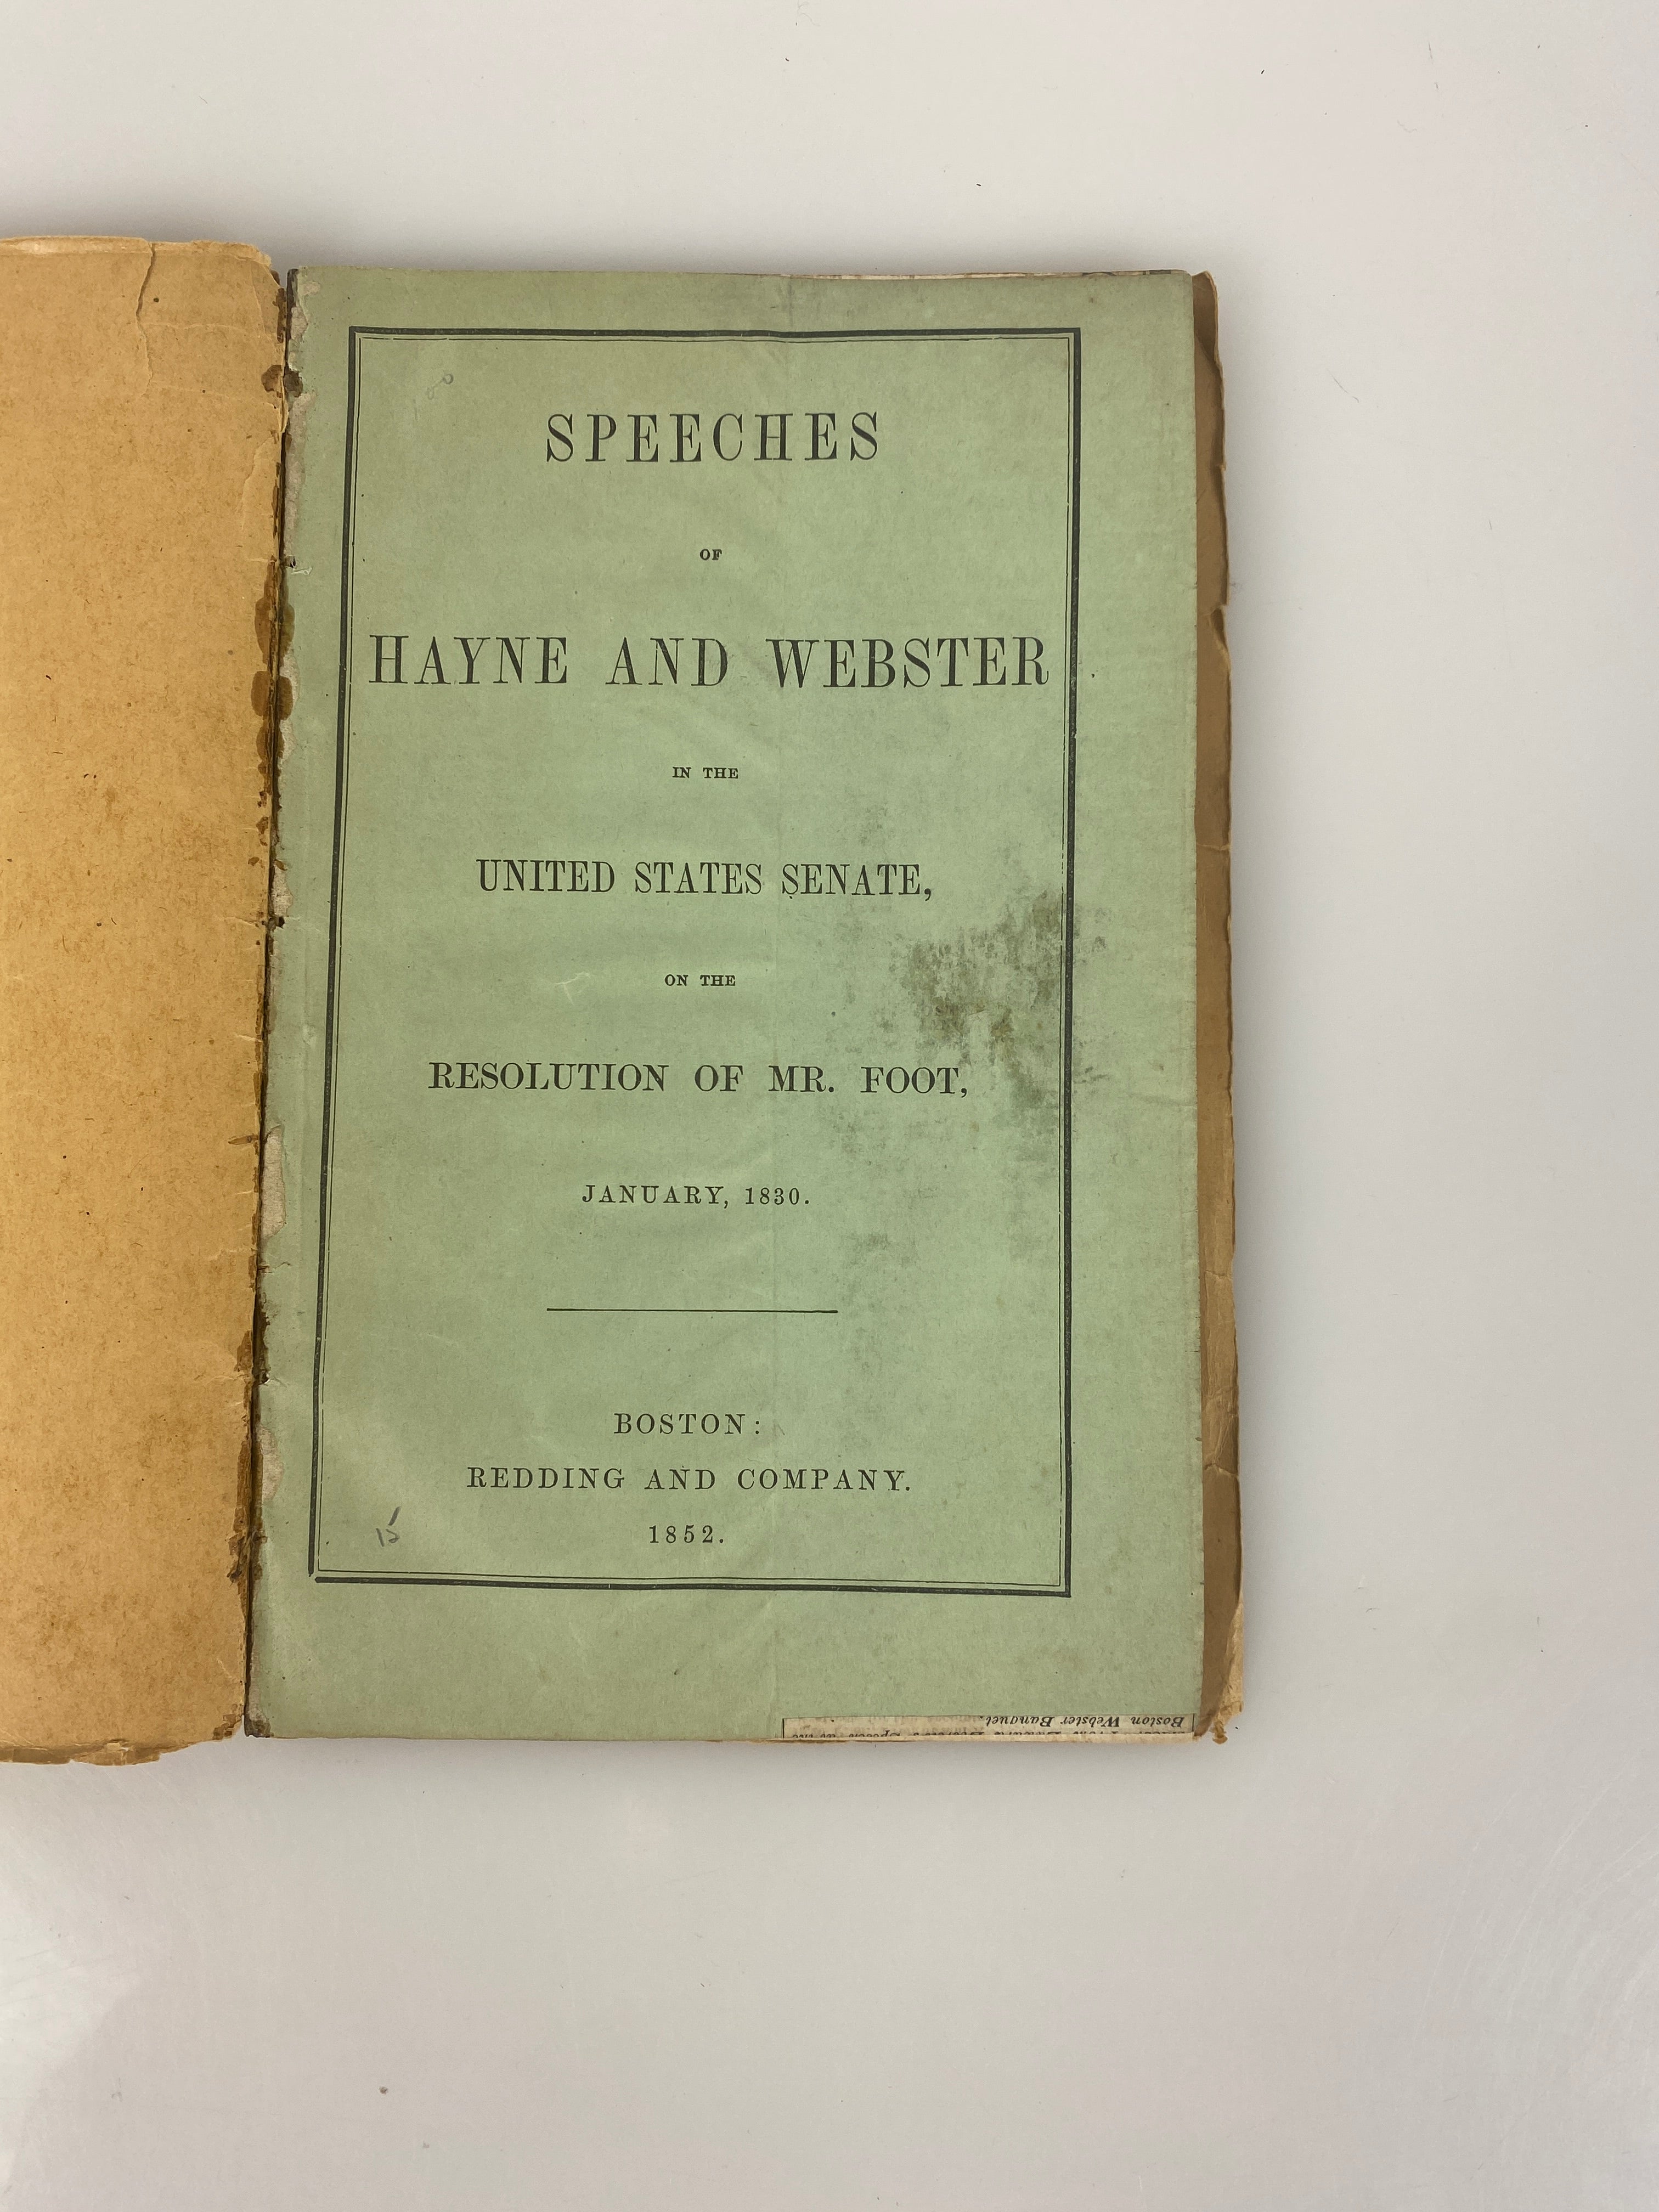 SPEECHES
OF
HAYNE AND WEBSTER
IN THE
UNITED STATES SENATE,
ON THE
RESOLUTION OF MR. FOOT,
JANUARY, 1830.
BOSTON:
REDDING AND COMPANY.
1852.
15
Boston Webster Banquet.